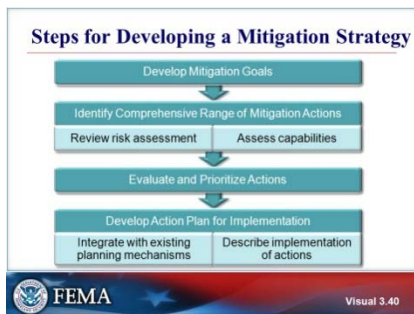 Steps for Developing a Mitigation Strategy
Develop Mitigation Goals
Identify Comprehensive Range of Mitigation Actions
Review risk assessment
Assess capabilities
Evaluate and Prioritize Actions
Develop Action Plan for Implementation
Integrate with existing
planning mechanisms
Describe implementation
of actions
FEMA
Visual 3.40